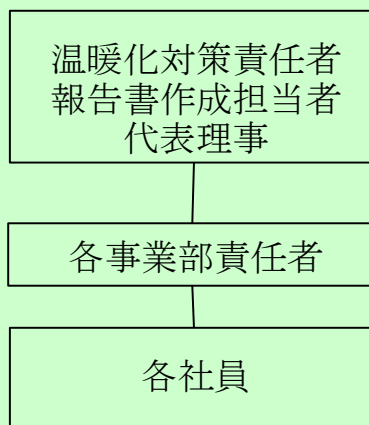 温暖化対策責任者
報告書作成担当者
代表理事
各事業部責任者
各社員